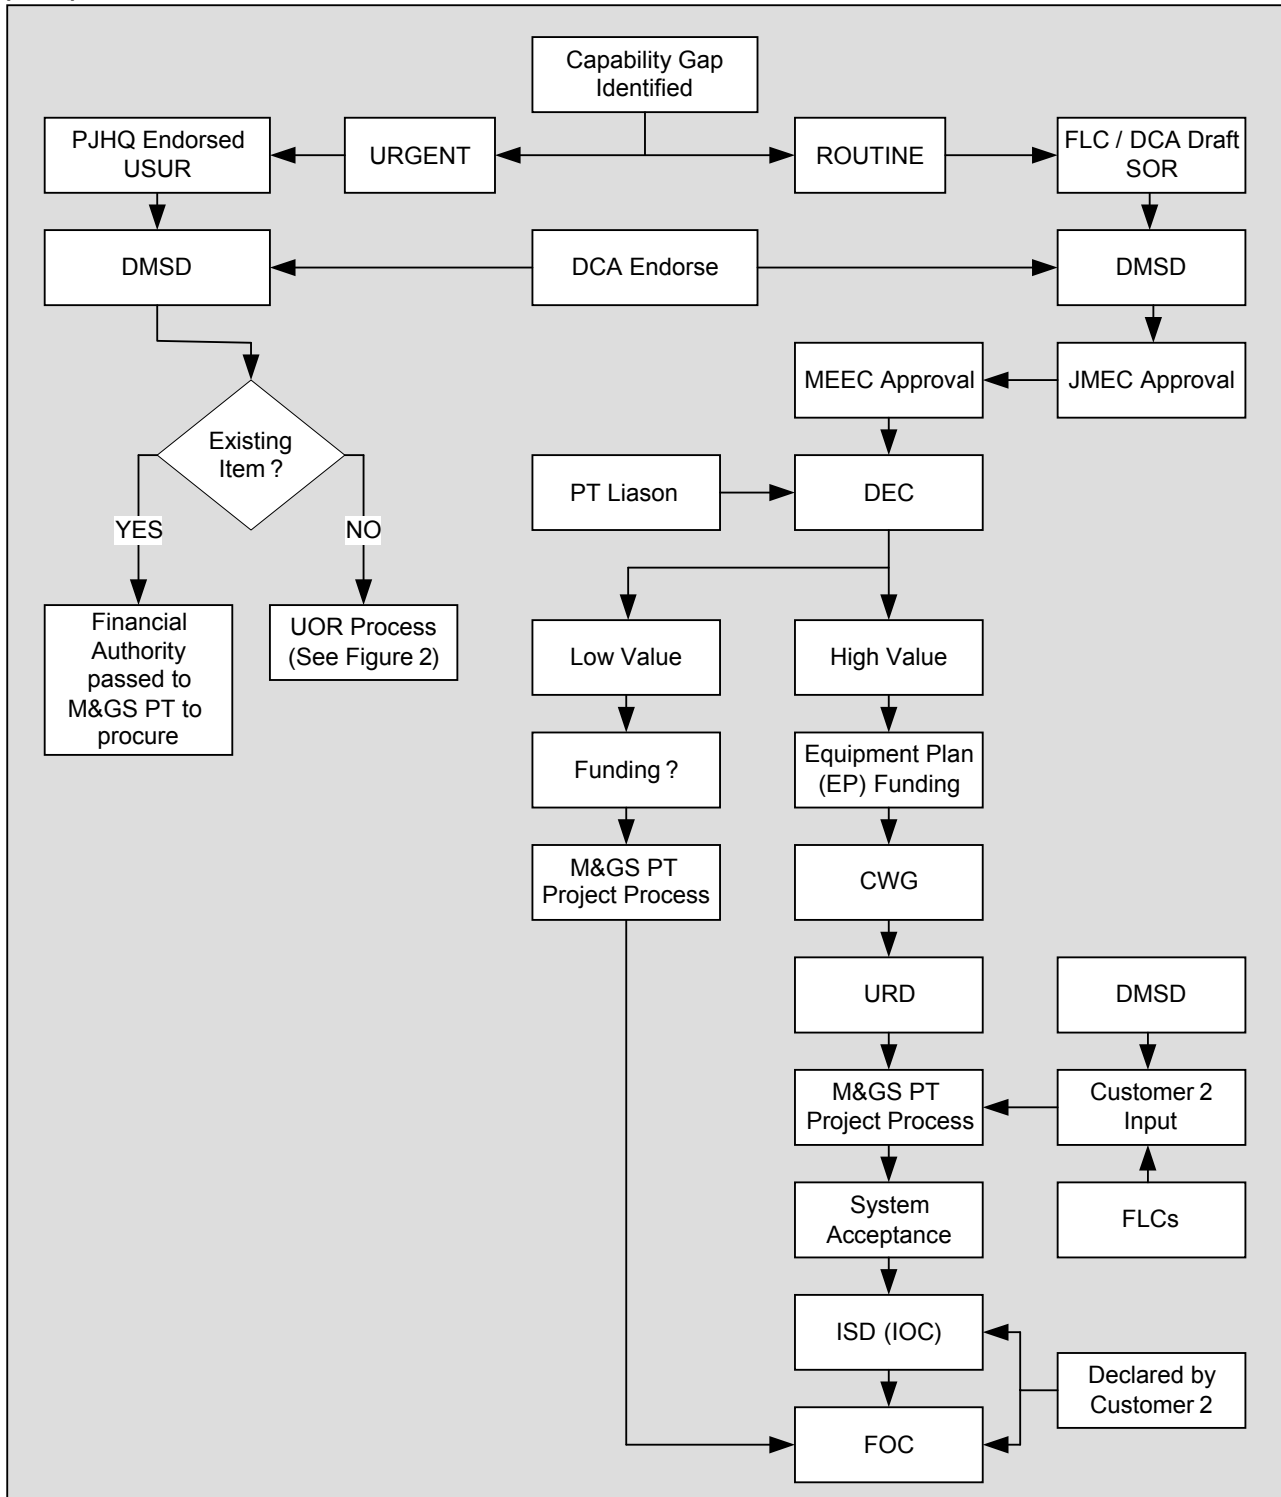 Capability Gap
Identified
PJHQ Endorsed
USUR
URGENT
ROUTINE
FLC / DCA Draft
SOR
DMSD
DCA Endorse
DMSD
MEEC Approval
JMEC Approval
Existing
Item ?
PT Liason
DEC
YES
NO
Financial
Authority
passed to
M&GS PT to
procure
UOR Process
(See Figure 2)
Low Value
High Value
Funding ?
Equipment Plan
(EP) Funding
M&GS PT
Project Process
CWG
URD
DMSD
M&GS PT
Project Process
Customer 2
Input
System
Acceptance
FLCs
ISD (IOC)
Declared by
Customer 2
FOC